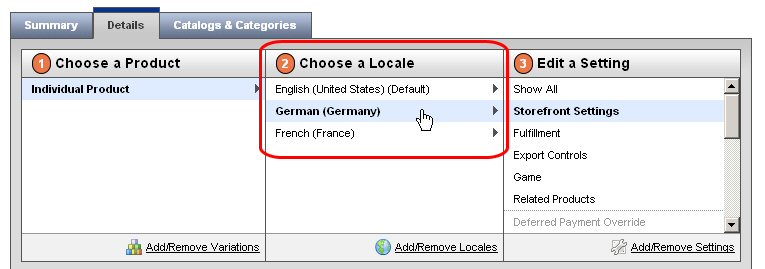 Summary
Details
Catalogs & Categories
1 Choose a Product
Individual Product
Add/Remove Variations
2 Choose a Locale
English (United States) (Default)
German (Germany)
French (France)
Add/Remove Locales
3 Edit a Setting
Show All
Storefront Settings
Fulfillment
Export Controls
Game
Related Products
Deferred Payment Override
Add/Remove Settings